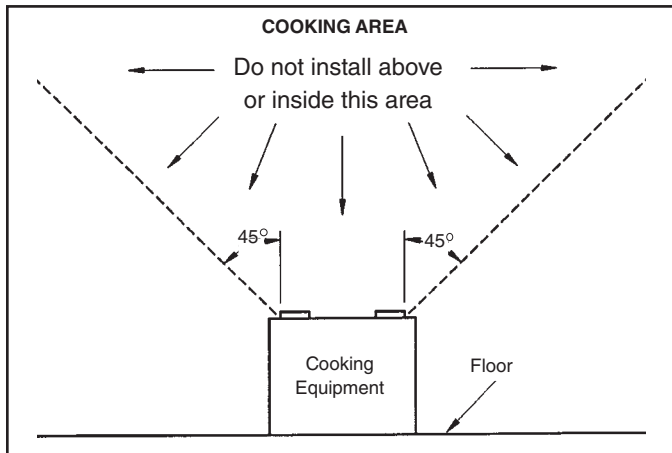 COOKING AREA
Do not install above
or inside this area
45°
45°
Cooking
Equipment
Floor